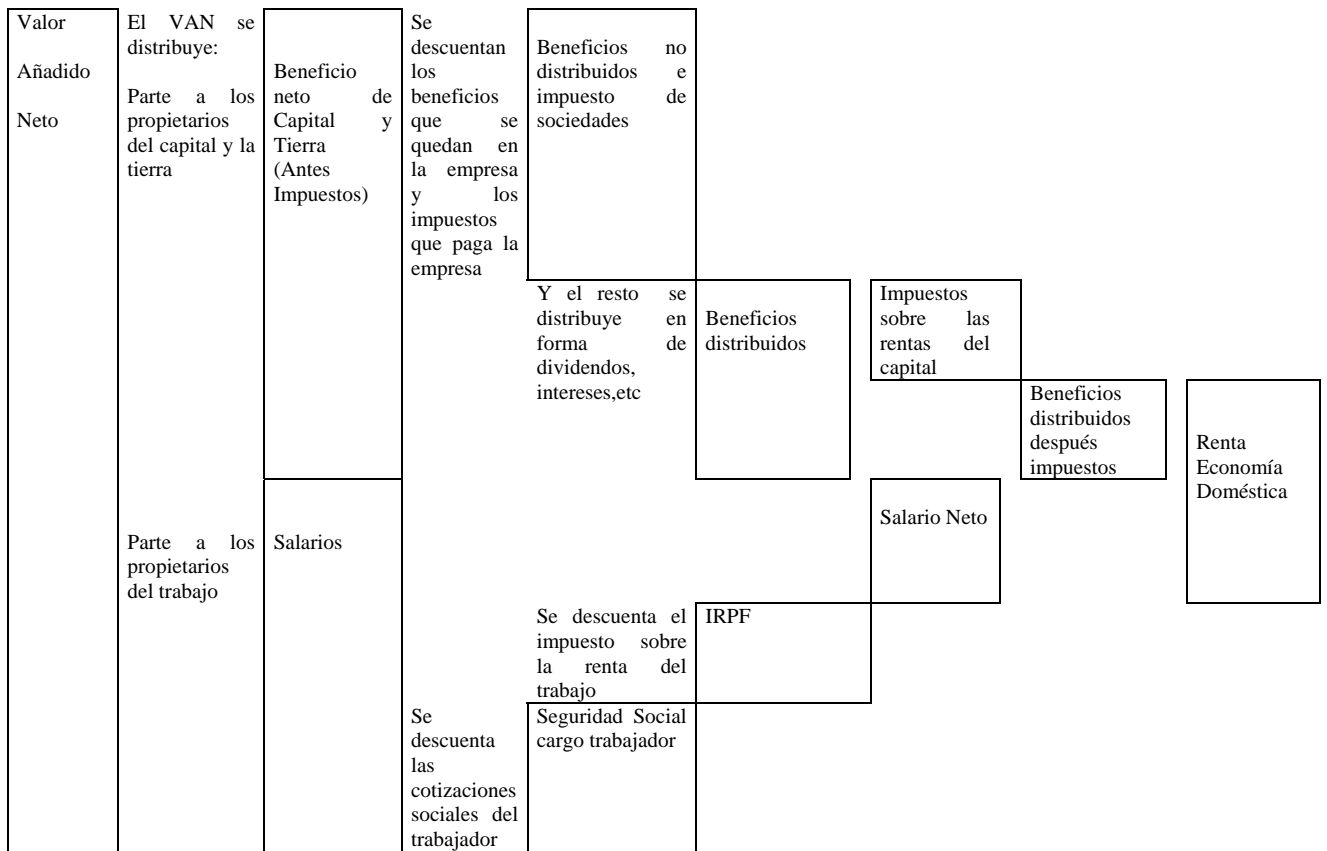 Valor
Añadido
Neto
El VAN se
distribuye:
Parte a los
propietarios
del capital y la
tierra
Beneficio
neto de
Capital y
Tierra
(Antes
Impuestos)
Se
descuentan
los
beneficios
que se
quedan en
la empresa
y los
impuestos
que paga la
empresa
Beneficios no
distribuidos e
impuesto de
sociedades
Y el resto se
distribuye en
forma de
dividendos,
intereses,etc
Beneficios
distribuidos
Impuestos
sobre las
rentas del
capital
Beneficios
distribuidos
después
impuestos
Renta
Economía
Doméstica
Parte a los
propietarios
del trabajo
Salarios
Salario Neto
Se descuenta el
impuesto sobre
la renta del
trabajo
IRPF
Se
descuenta
las
cotizaciones
sociales del
trabajador
Seguridad Social
cargo trabajador